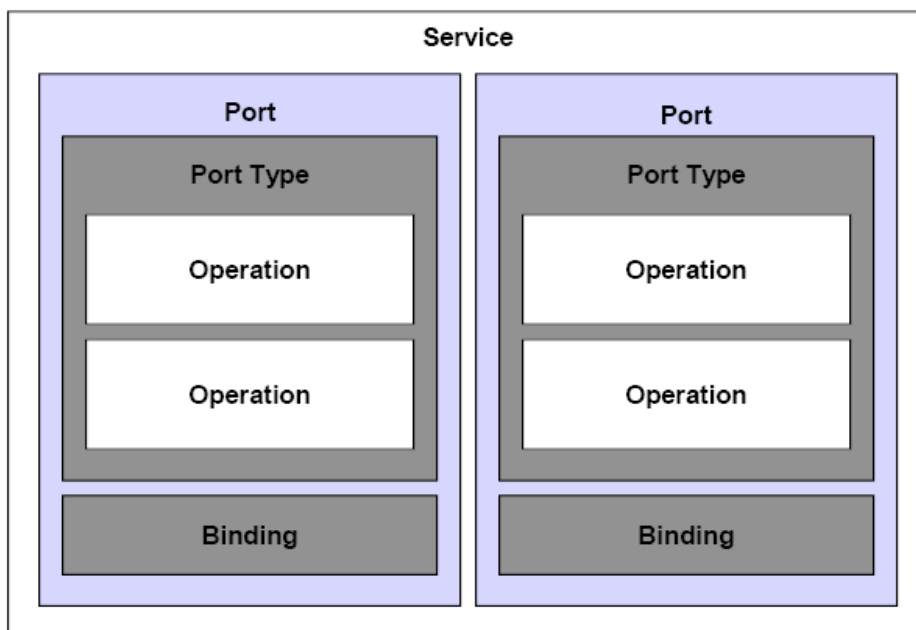 Service
Port
Port Type
Operation
Operation
Binding
Port
Port Type
Operation
Operation
Binding